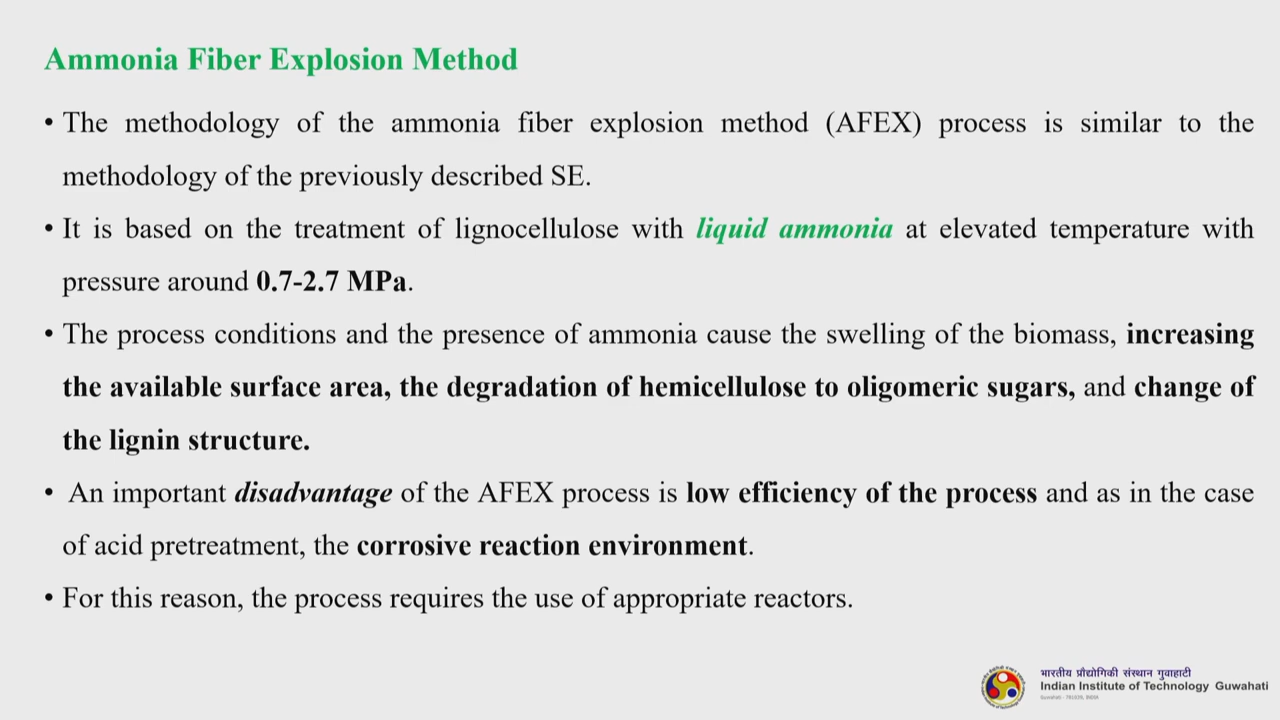 Ammonia Fiber Explosion Method
• The methodology of the ammonia fiber explosion method (AFEX) process is similar to the
methodology of the previously described SE.
• It is based on the treatment of lignocellulose with liquid ammonia at elevated temperature with
pressure around 0.7-2.7 MPa.
• The process conditions and the presence of ammonia cause the swelling of the biomass, increasing
the available surface area, the degradation of hemicellulose to oligomeric sugars, and change of
the lignin structure.
• An important disadvantage of the AFEX process is low efficiency of the process and as in the case
of acid pretreatment, the corrosive reaction environment.
• For this reason, the process requires the use of appropriate reactors.
भारतीय प्रौद्योगिकी संस्थान गुवाहाटी
Indian Institute of Technology Guwahati
Guwahati - 781039, INDIA